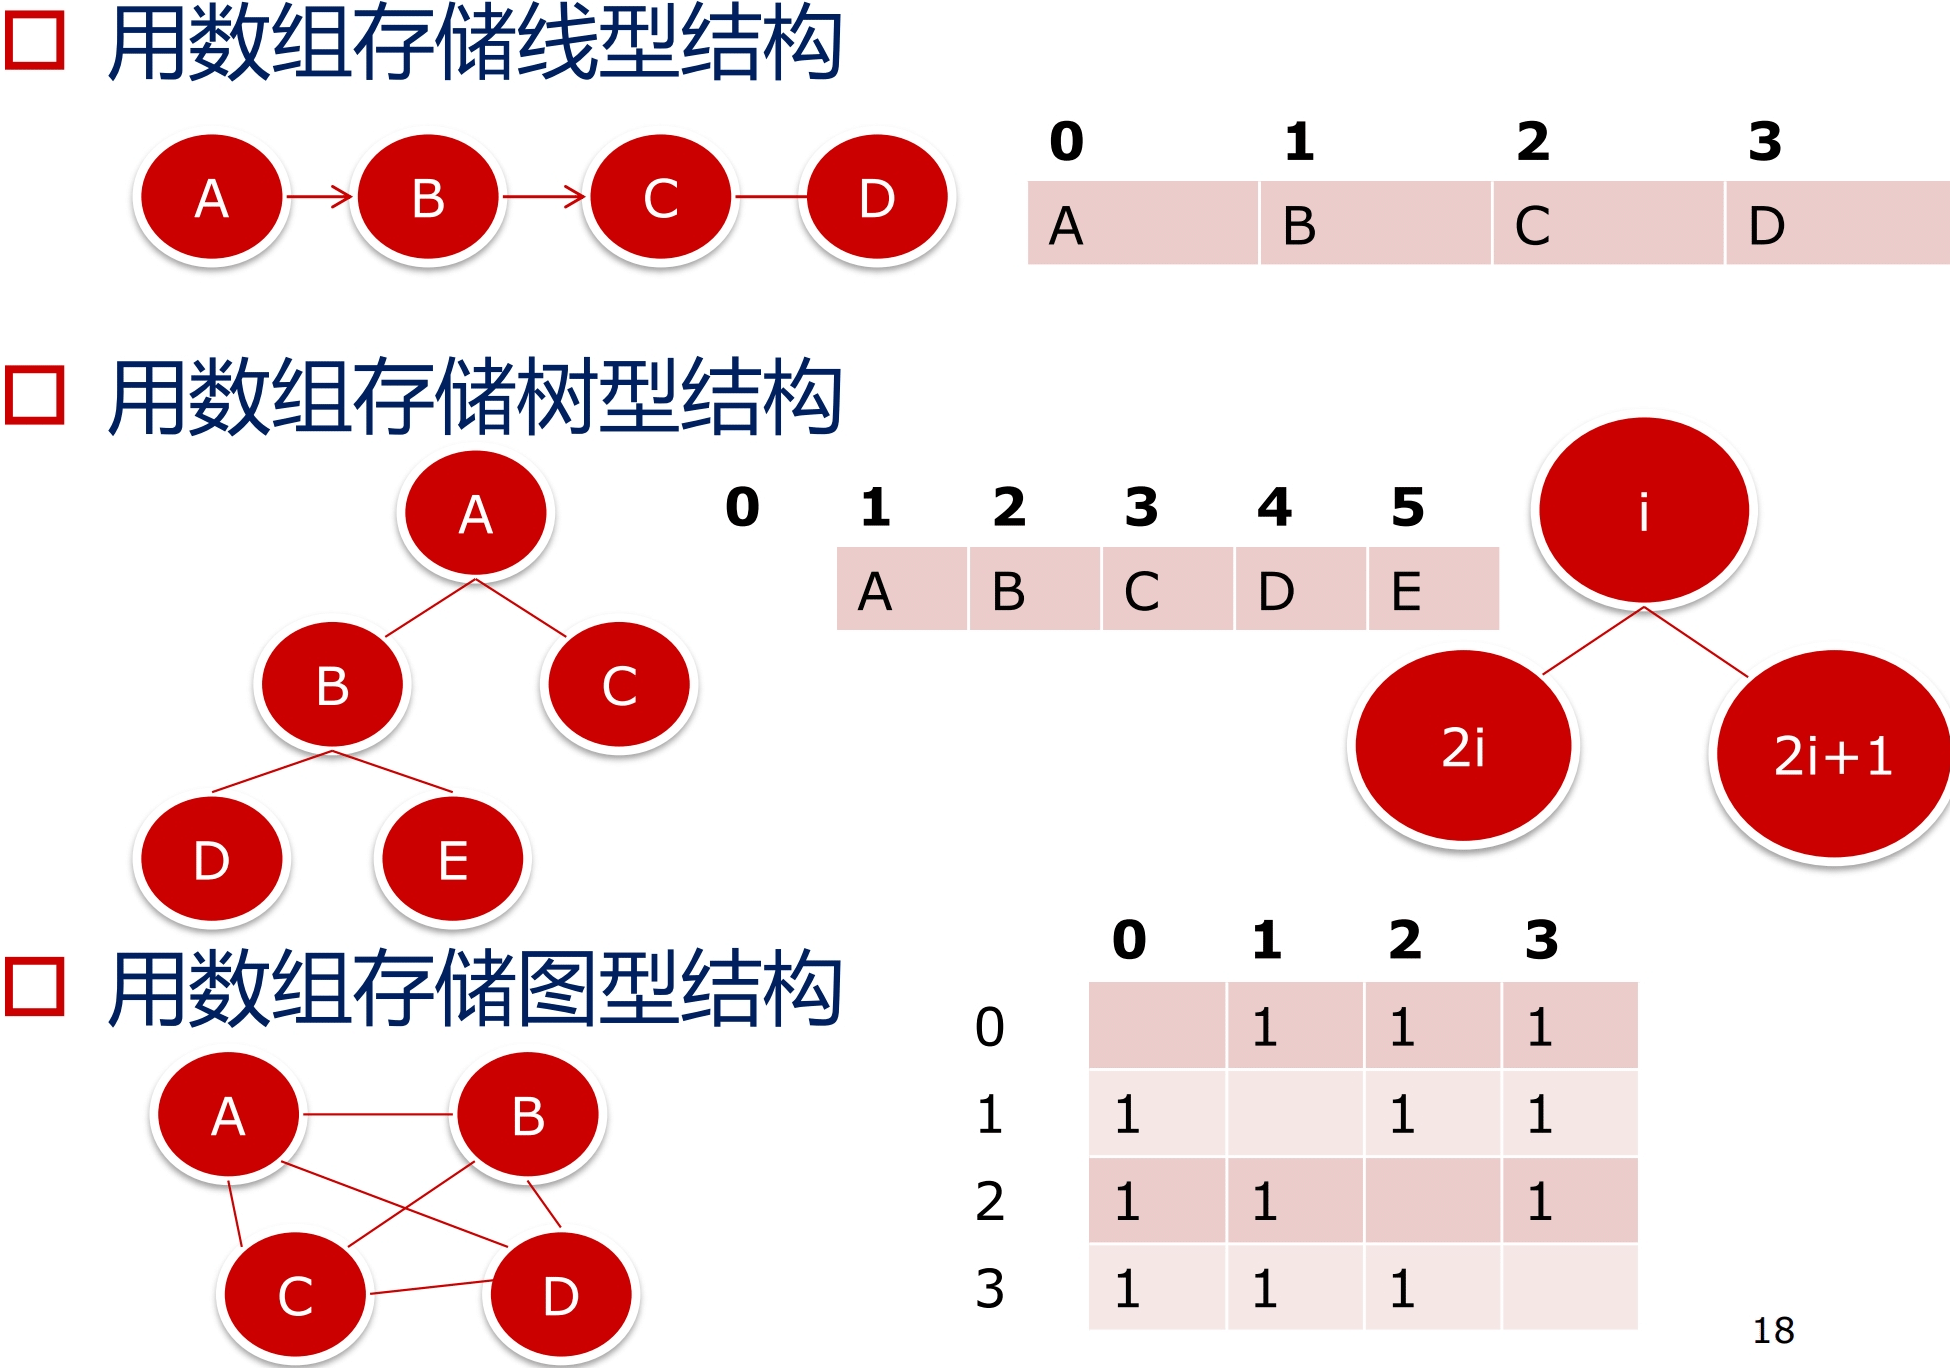 用数组存储线型结构
A B C D
0 1 2 3
A B C D
用数组存储树型结构
A
B C
D E
0 1 2 3 4 5
A B C D E
i
2i 2i+1
用数组存储图型结构
A B
C D
0 1 2 3
0 1 1 1
1 1 1 1
2 1 1 1
3 1 1 1
18